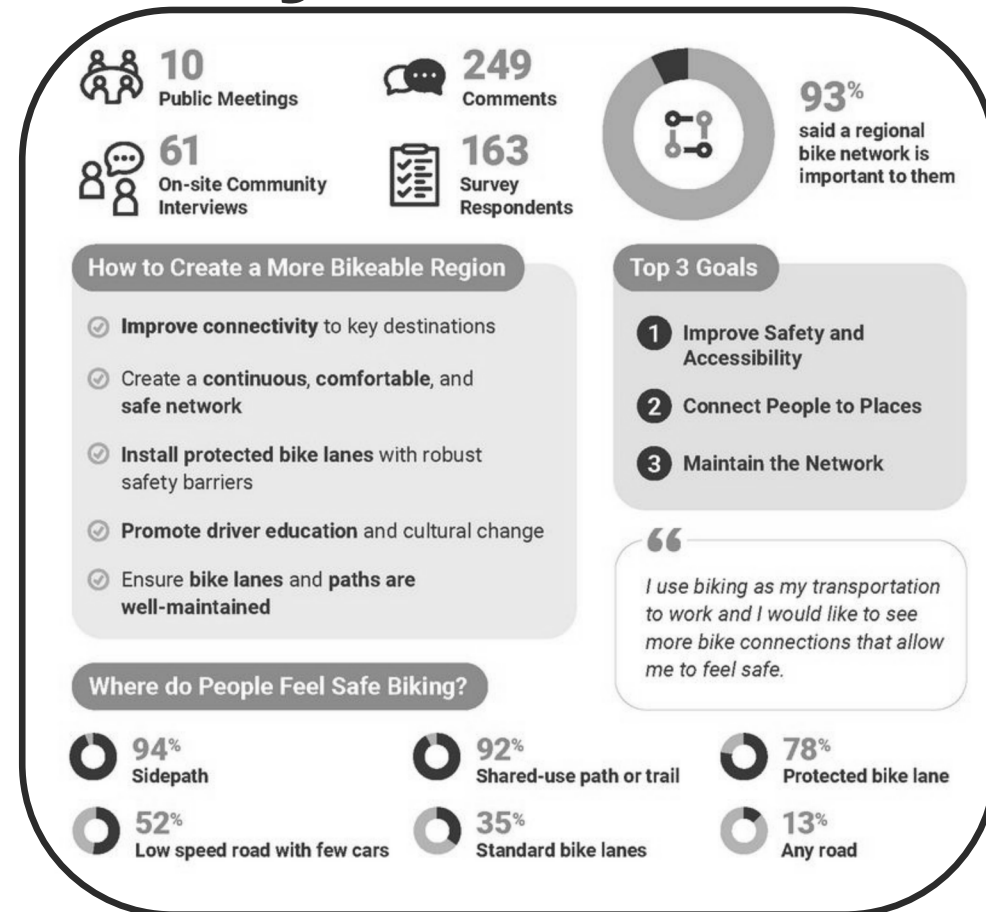 10
Public Meetings
249
Comments
61
On-site Community
Interviews
163
Survey
Respondents
93%
said a regional
bike network is
important to them
How to Create a More Bikeable Region
Improve connectivity to key destinations
Create a continuous, comfortable, and
safe network
Install protected bike lanes with robust
safety barriers
Promote driver education and cultural change
Ensure bike lanes and paths are
well-maintained
Top 3 Goals
1 Improve Safety and
Accessibility
2 Connect People to Places
3 Maintain the Network
“
I use biking as my transportation
to work and I would like to see
more bike connections that allow
me to feel safe.
Where do People Feel Safe Biking?
94%
Sidepath
92%
Shared-use path or trail
78%
Protected bike lane
52%
Low speed road with few cars
35%
Standard bike lanes
13%
Any road